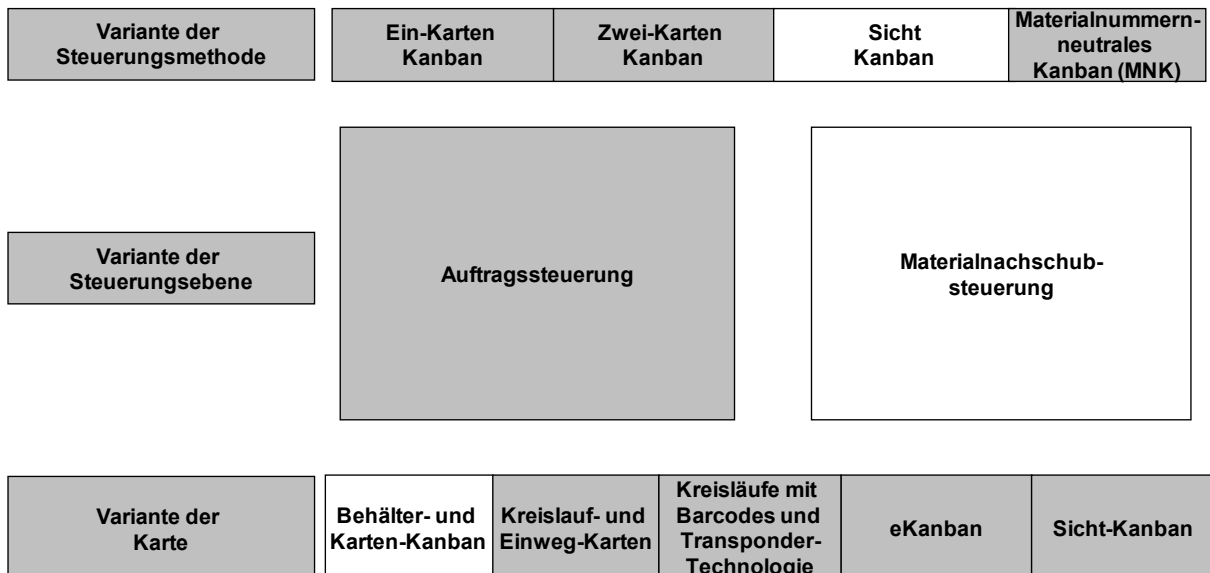 Variante der
Steuerungsmethode
Ein-Karten
Kanban
Zwei-Karten
Kanban
Sicht
Kanban
Materialnummern-
neutrales
Kanban (MNK)
Variante der
Steuerungsebene
Auftragssteuerung
Materialnachschub-
steuerung
Variante der
Karte
Behälter- und
Karten-Kanban
Kreislauf- und
Einweg-Karten
Kreisläufe mit
Barcodes und
Transponder-
Technologie
eKanban
Sicht-Kanban